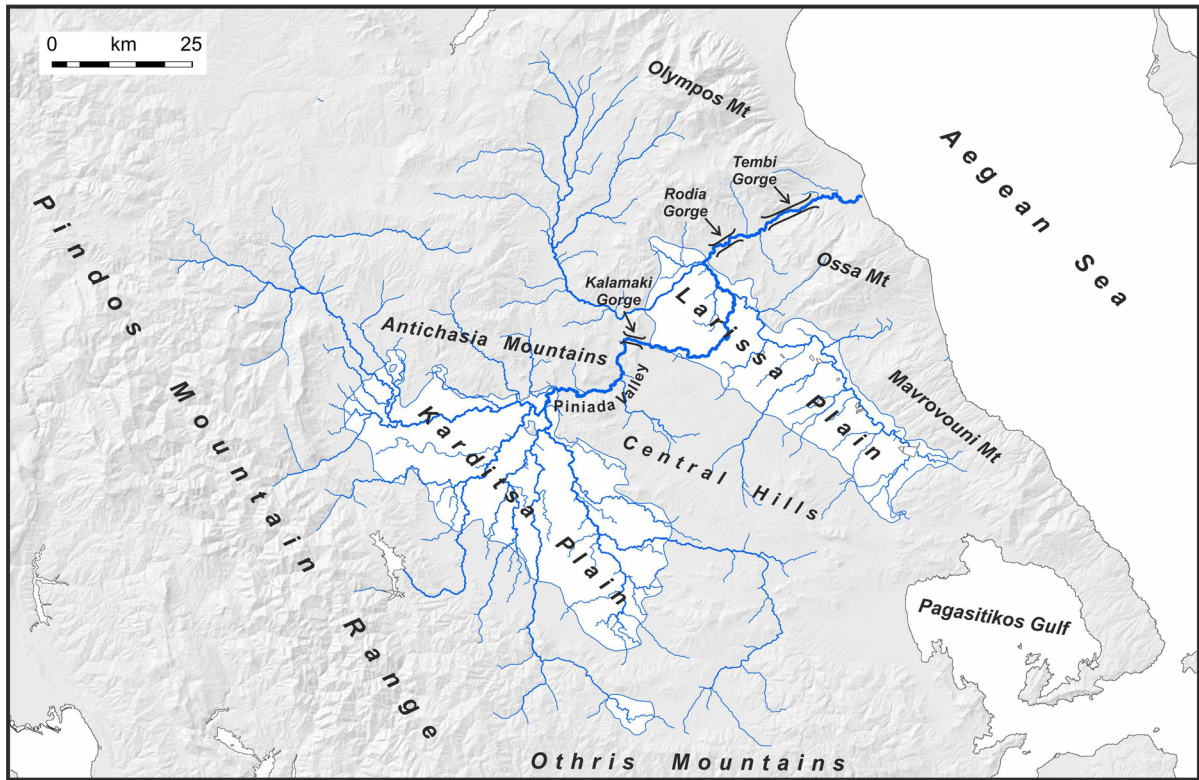 0 km 25
Olympos Mt
Aegean Sea
Tembi
Gorge
Rodia
Gorge
Pindos Mountain Range
Ossa Mt
Kalamaki
Gorge
Larissa Plain
Antichasia Mountains
Piniada Valley
Mavrovouni Mt
Karditsa Plain
Central Hills
Pagasitikos Gulf
Othris Mountains